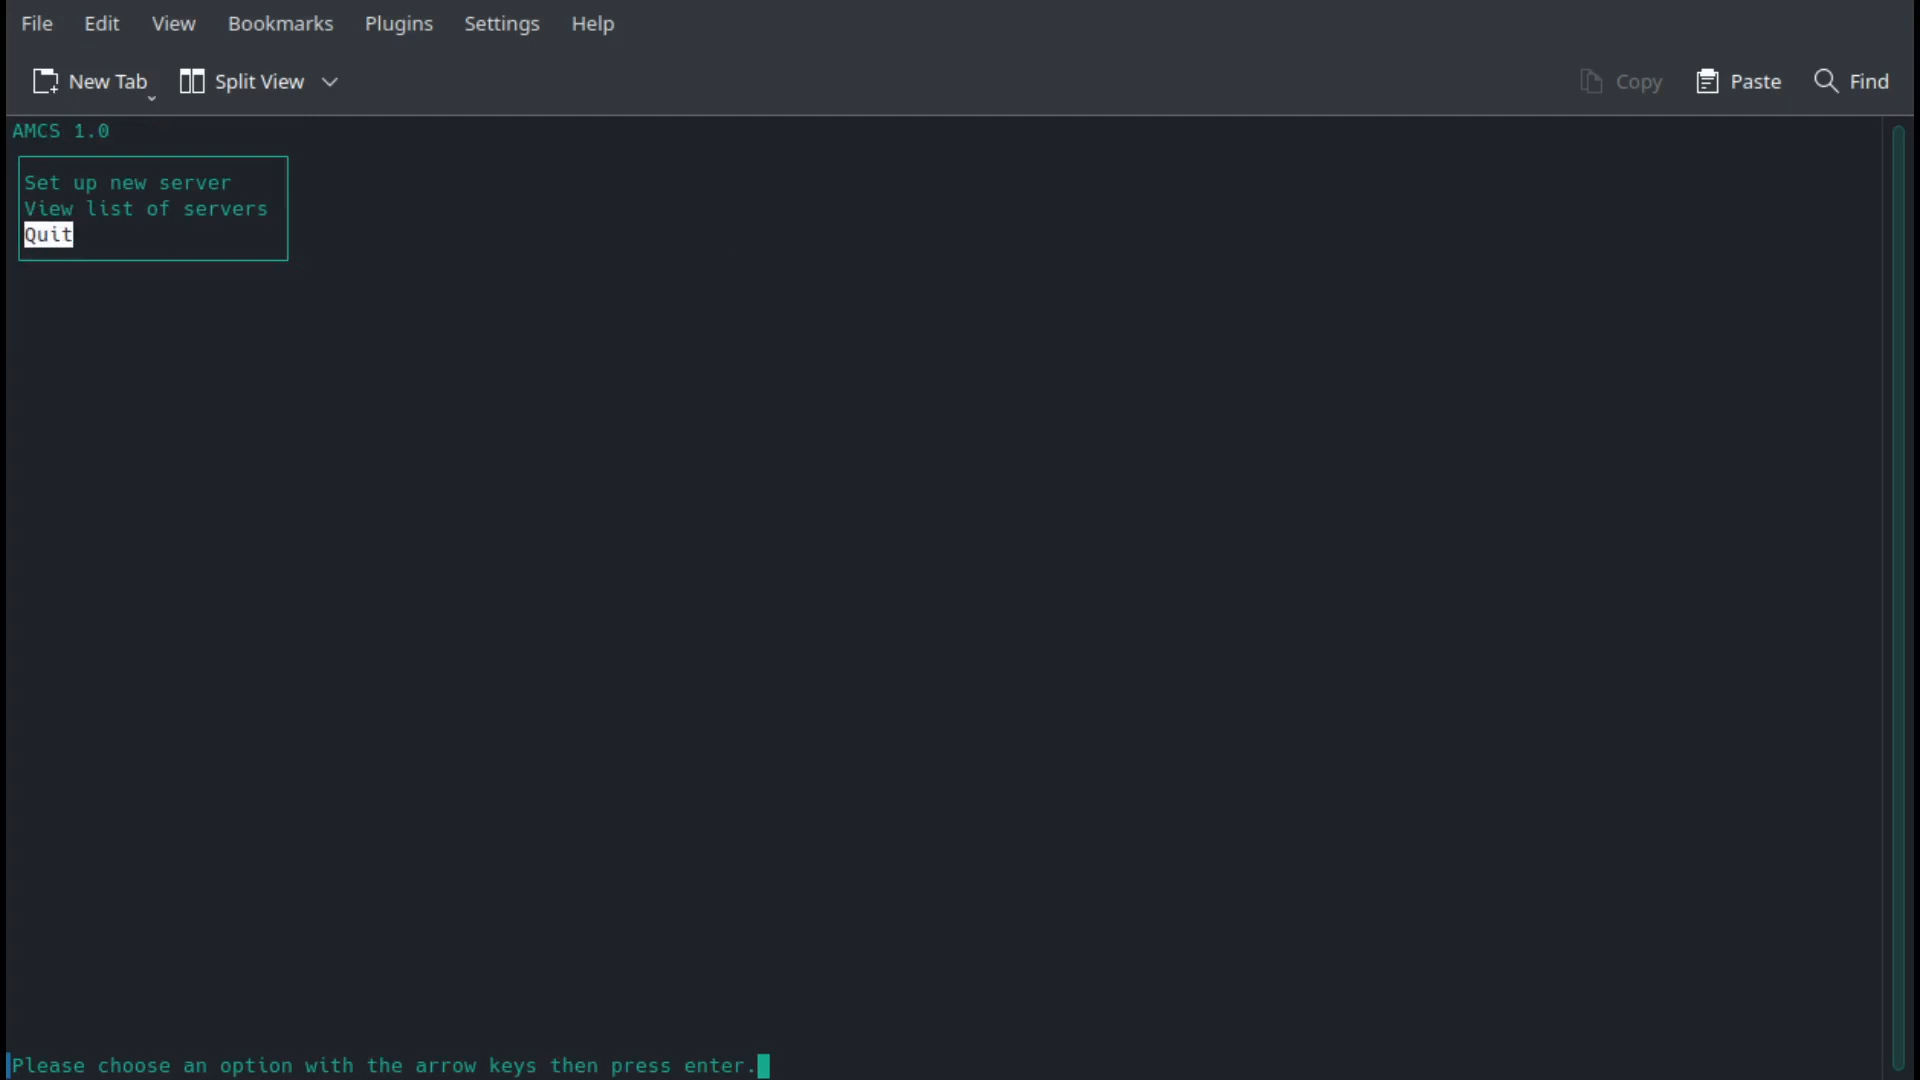 File Edit View Bookmarks Plugins Settings Help
New Tab Split View Copy Paste Find
AMCS 1.0
Set up new server
View list of servers
Quit
Please choose an option with the arrow keys then press enter.